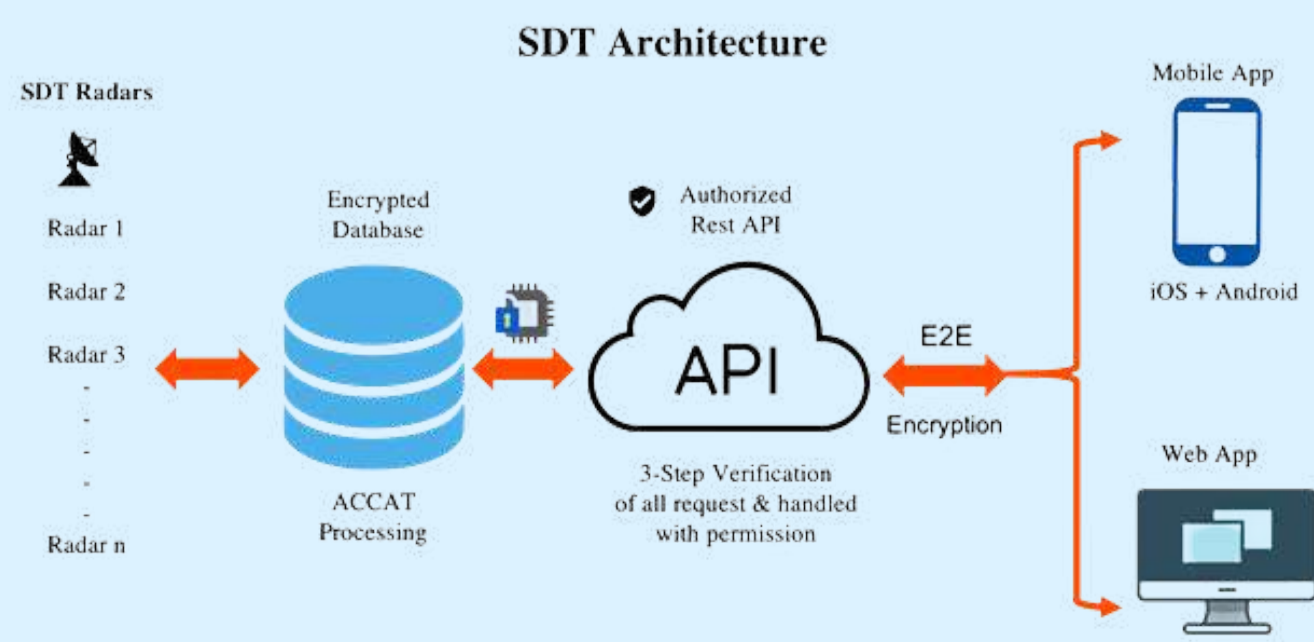 SDT Architecture
SDT Radars
Radar 1
Radar 2
Radar 3
-
-
-
-
-
Radar n
Encrypted
Database
ACCAT
Processing
Authorized
Rest API
API
3-Step Verification
of all request & handled
with permission
E2E
Encryption
Mobile App
iOS + Android
Web App